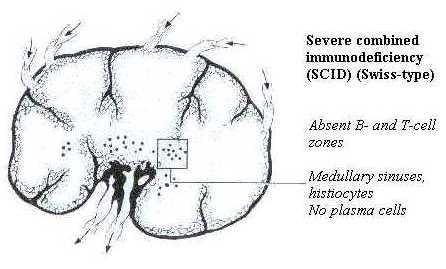 Severe combined
immunodeficiency
(SCID) (Swiss-type)
Absent B- and T-cell
zones
Medullary sinuses,
histiocytes
No plasma cells